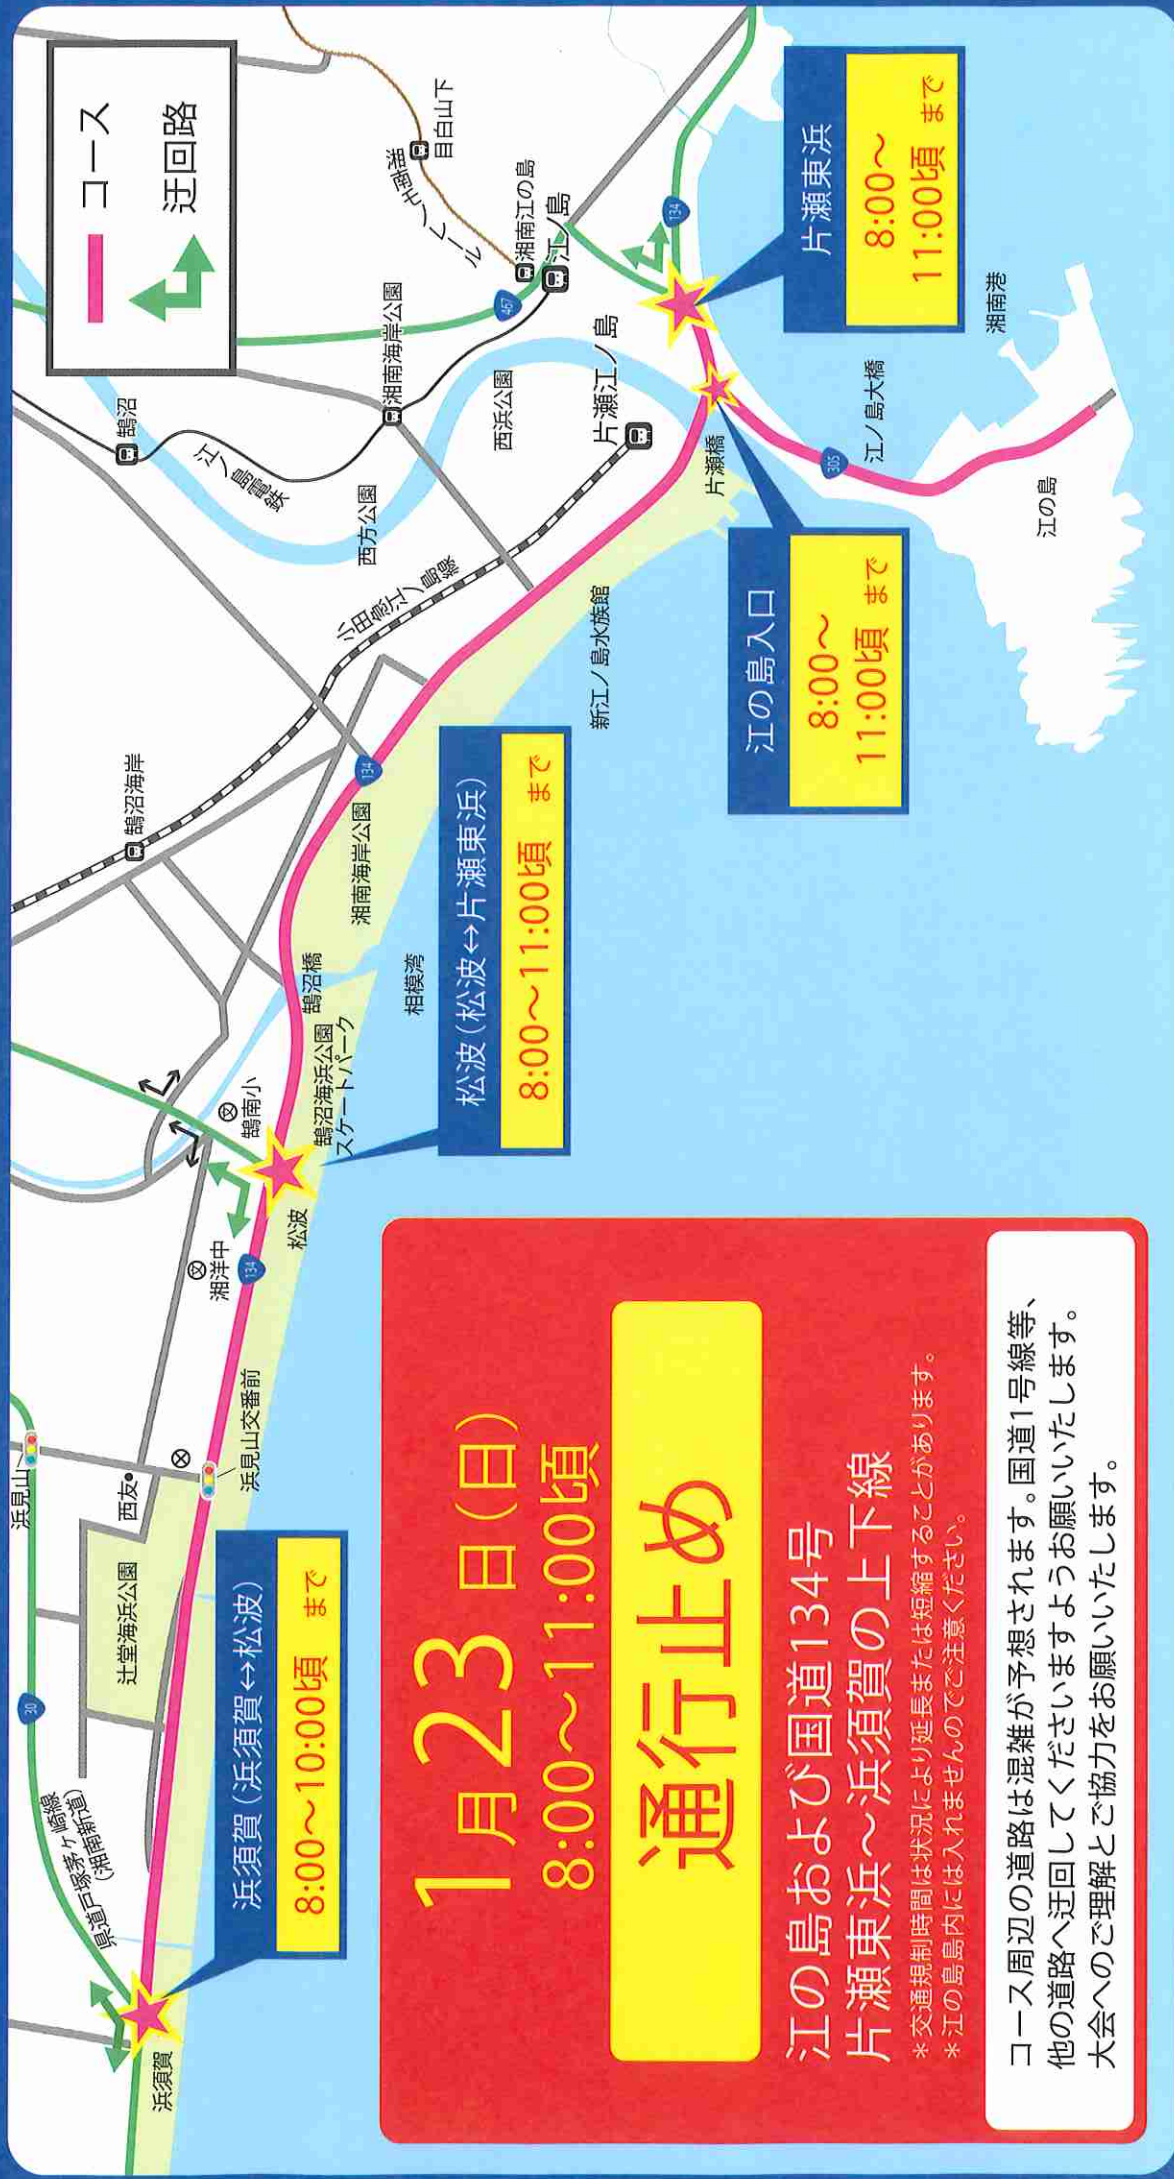 コース
迂回路
浜見山
西友
辻堂海浜公園
30
県道戸塚茅ヶ崎線
(湘南新道)
浜須賀
浜見山交番前
134
湘洋中
松波
鵠南小
鵠沼海浜公園
スケートパーク
鵠沼橋
湘南海岸公園
相模湾
134
鵠沼海岸
小田急江ノ島線
新江ノ島水族館
鵠沼
江ノ島電鉄
西方公園
湘南海岸公園
西浜公園
片瀬江ノ島
片瀬橋
467
湘南モノレール
目白山下
湘南江の島
江ノ島
134
305
江ノ島大橋
湘南港
江の島
浜須賀(浜須賀↔松波)
8:00〜10:00頃 まで
松波(松波↔片瀬東浜)
8:00〜11:00頃 まで
江の島入口
8:00〜
11:00頃 まで
片瀬東浜
8:00〜
11:00頃 まで
1月23日(日)
8:00〜11:00頃
通行止め
江の島および国道134号
片瀬東浜〜浜須賀の上下線
*交通規制時間は状況により延長または短縮することがあります。
*江の島島内には入れませんのでご注意ください。
コース周辺の道路は混雑が予想されます。国道1号線等、
他の道路へ迂回してくださいますようお願いいたします。
大会へのご理解とご協力をお願いいたします。